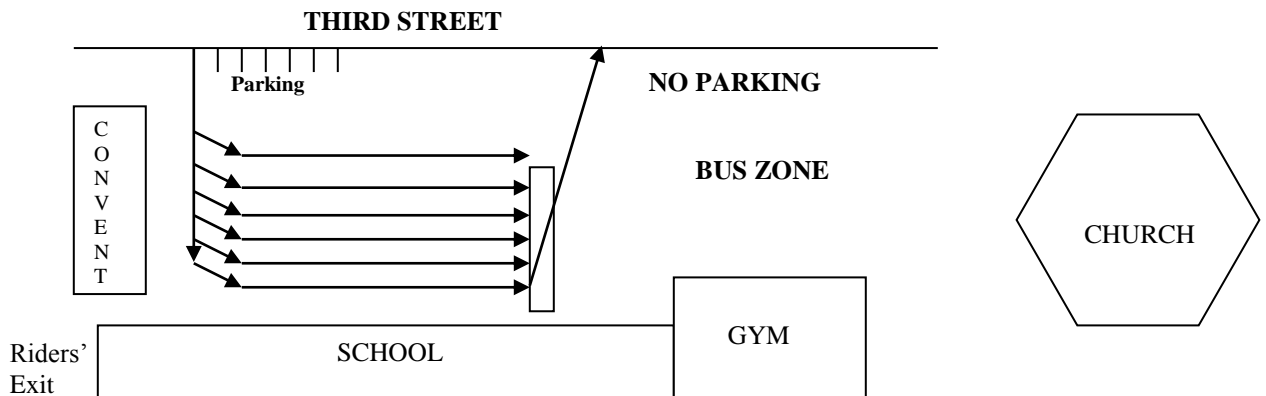 THIRD STREET
Parking
NO PARKING
C
O
N
V
E
N
T
BUS ZONE
CHURCH
GYM
SCHOOL
Riders’
Exit